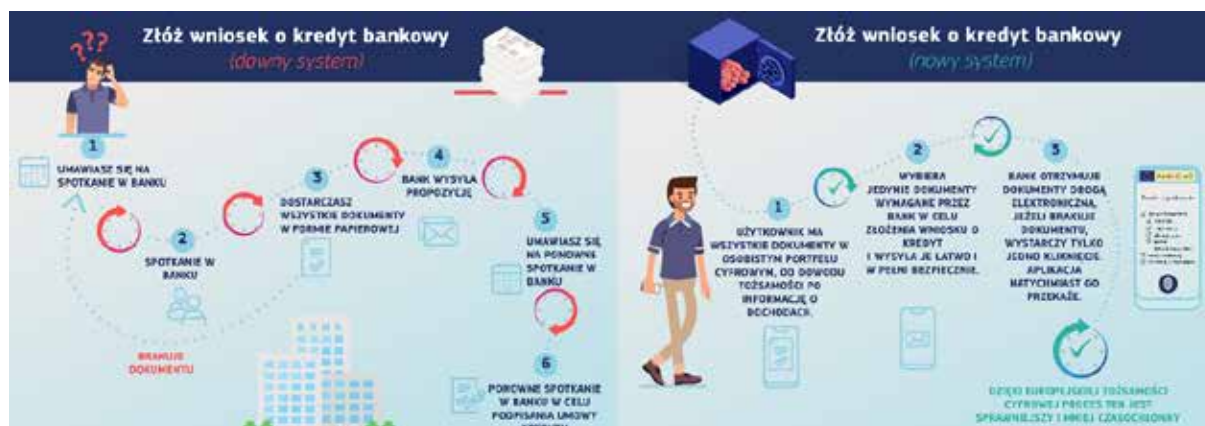 Złóż wniosek o kredyt bankowy
(dawny system)
???
1
UMAWIASZ SIĘ NA
SPOTKANIE W BANKU
2
SPOTKANIE W
BANKU
BRAKUJE
DOKUMENTU
3
DOSTARCZASZ
WSZYSTKIE DOKUMENTY
W FORMIE PAPIEROWEJ
4
BANK WYSYŁA
PROPOZYCJĘ
5
UMAWIASZ SIĘ
NA PONOWNE
SPOTKANIE W
BANKU
6
PONOWNE SPOTKANIE
W BANKU W CELU
PODPISANIA UMOWY
Złóż wniosek o kredyt bankowy
(nowy system)
1
UŻYTKOWNIK MA
WSZYSTKIE DOKUMENTY W
OSOBISTYM PORTFELU
CYFROWYM, OD DOWODU
TOŻSAMOŚCI PO
INFORMACJĘ O
DOCHODACH.
2
WYBIERA
JEDYNIE DOKUMENTY
WYMAGANE PRZEZ
BANK W CELU
ZŁOŻENIA WNIOSKU O
KREDYT
I WYSYŁA JE ŁATWO I
W PEŁNI BEZPIECZNIE.
3
BANK OTRZYMUJE
DOKUMENTY DROGĄ
ELEKTRONICZNĄ,
JEŻELI BRAKUJE
DOKUMENTU,
WYSTARCZY TYLKO
JEDNO KLIKNIĘCIE.
APLIKACJA
NATYCHMIAST GO
PRZEKAŻE.
DZIĘKI EUROPEJSKIEJ TOŻSAMOŚCI
CYFROWEJ PROCES TEN JEST
SPRAWNIEJSZY I MNIEJ CZASOCHŁONNY